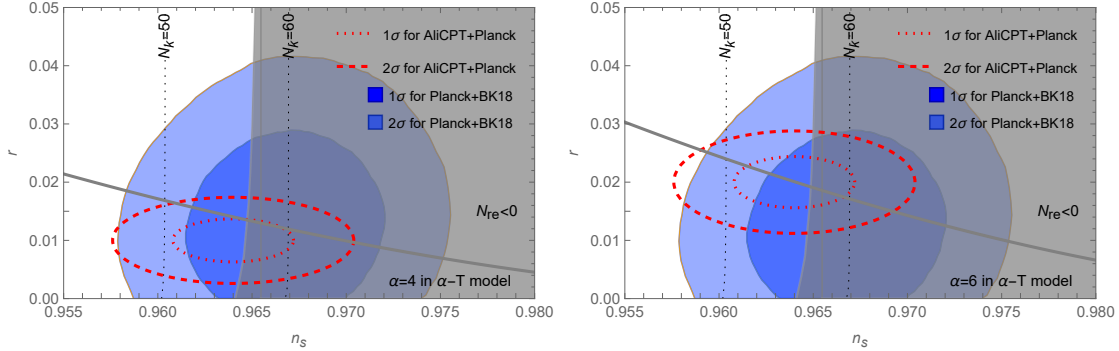 0.05
0.04
0.03
0.02
0.01
0.00
r
N_k=50
N_k=60
1σ for AliCPT+Planck
2σ for AliCPT+Planck
1σ for Planck+BK18
2σ for Planck+BK18
N_re<0
α=4 in α-T model
0.955 0.960 0.965 0.970 0.975 0.980
n_s
0.05
0.04
0.03
0.02
0.01
0.00
r
N_k=50
N_k=60
1σ for AliCPT+Planck
2σ for AliCPT+Planck
1σ for Planck+BK18
2σ for Planck+BK18
N_re<0
α=6 in α-T model
0.955 0.960 0.965 0.970 0.975 0.980
n_s